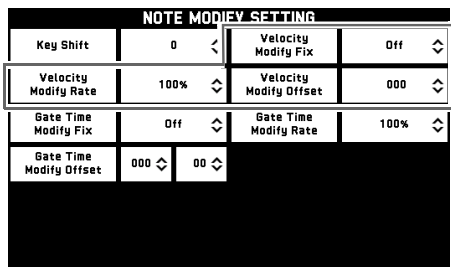 NOTE MODIFY SETTING
Key Shift 0 Velocity Modify Fix Off
Velocity Modify Rate 100% Velocity Modify Offset 000
Gate Time Modify Fix Off Gate Time Modify Rate 100%
Gate Time Modify Offset 000 00